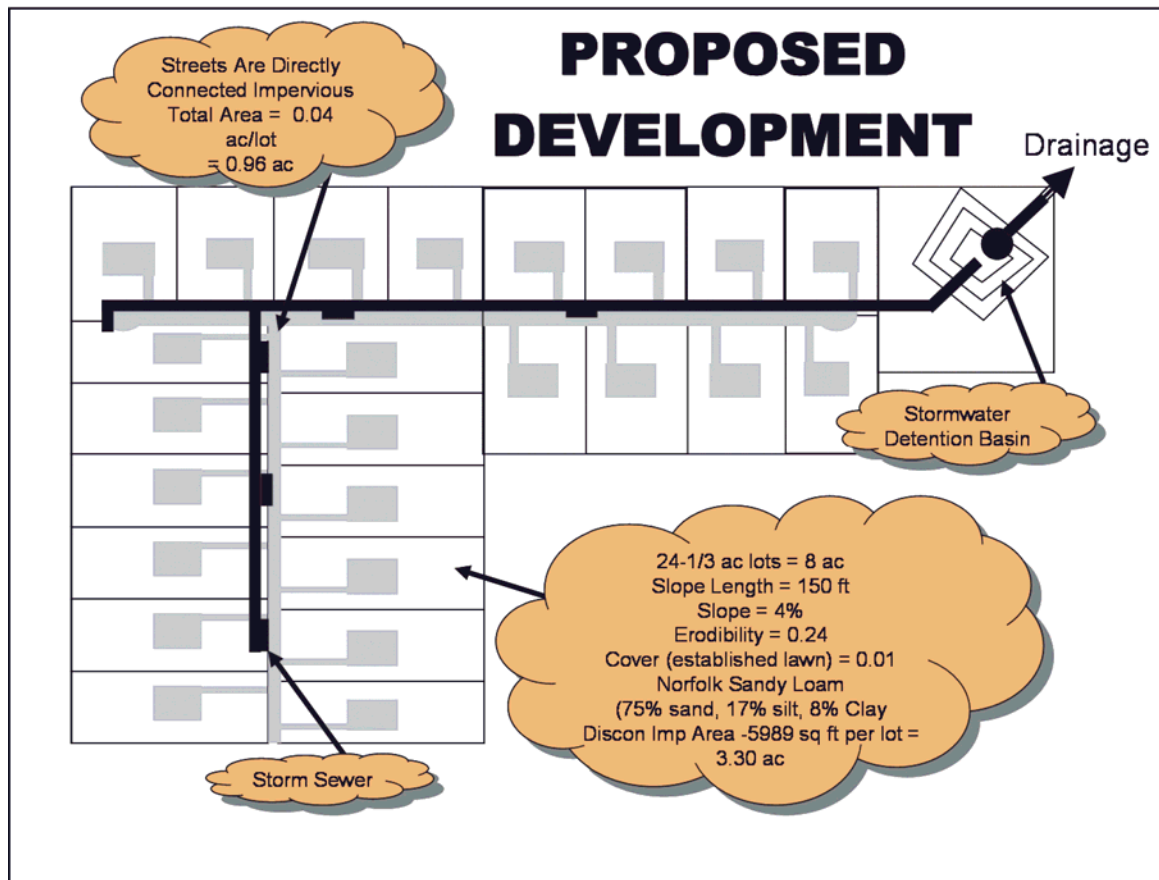 PROPOSED
DEVELOPMENT
Streets Are Directly
Connected Impervious
Total Area = 0.04
ac/lot
= 0.96 ac
Drainage
Stormwater
Detention Basin
24-1/3 ac lots = 8 ac
Slope Length = 150 ft
Slope = 4%
Erodibility = 0.24
Cover (established lawn) = 0.01
Norfolk Sandy Loam
(75% sand, 17% silt, 8% Clay
Discon Imp Area -5989 sq ft per lot =
3.30 ac
Storm Sewer